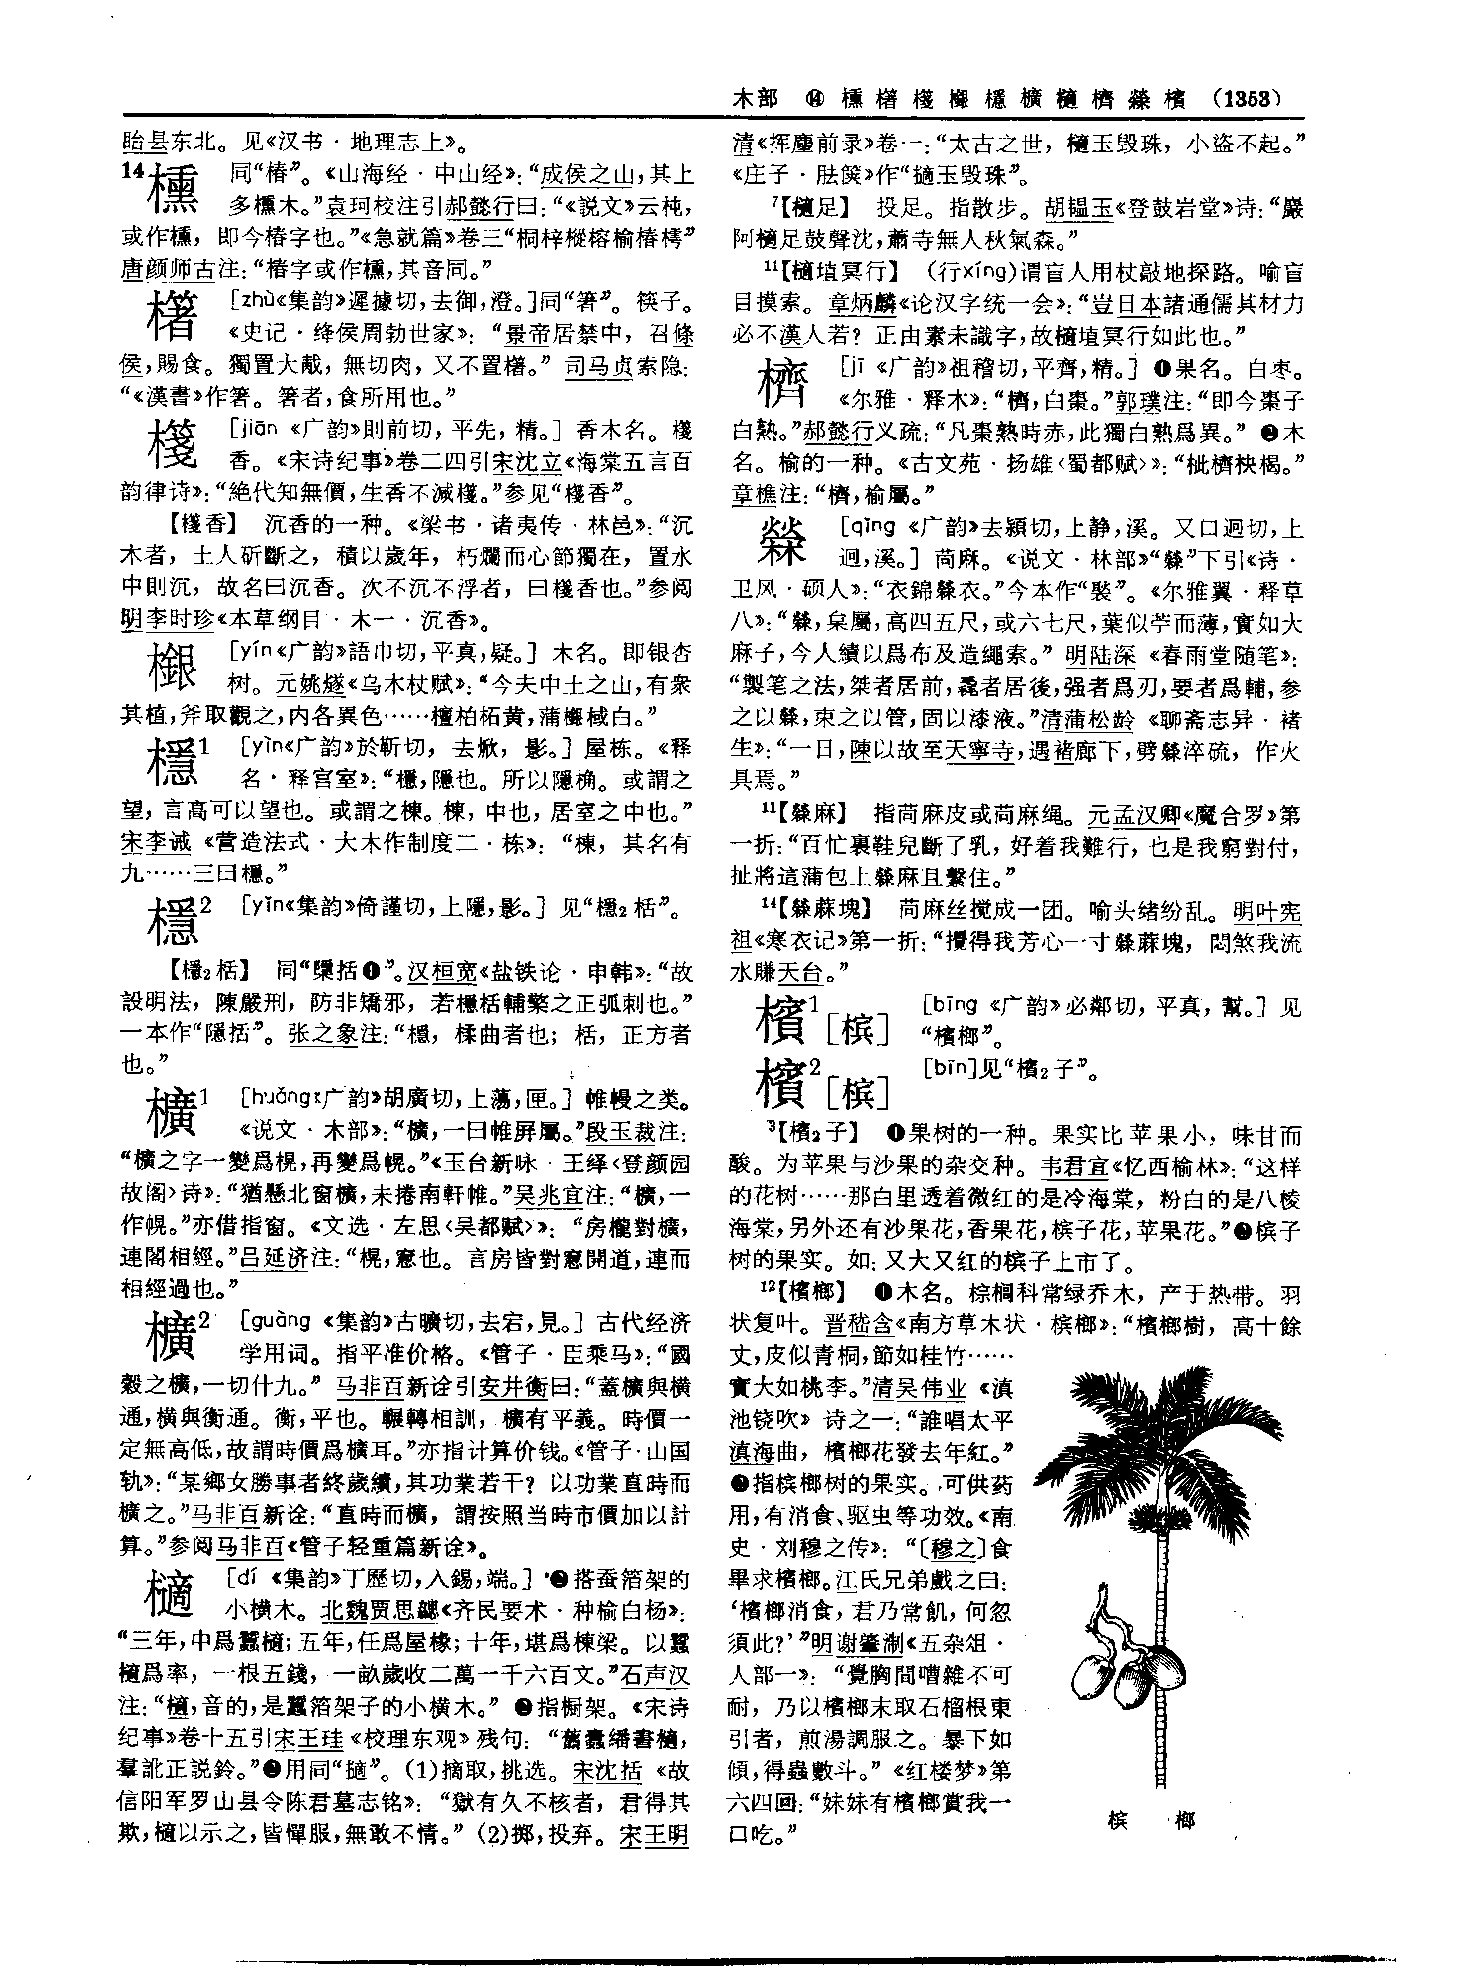 木部 ⑭ 櫄 櫡 櫏 檭 櫽 櫎 樀 櫅 檾 檳 （1353）
眙县东北。见《汉书·地理志上》。
14櫄 同“椿”。《山海经·中山经》：“成侯之山，其上
多櫄木。”袁珂校注引郝懿行曰：“《説文》云杶，
或作櫄，即今椿字也。”《急就篇》卷三“桐梓樅榕榆椿樗”
唐颜师古注：“椿字或作櫄，其音同。”
櫡 ［zhù《集韵》遲據切，去御，澄。］同“箸”。筷子。
《史记·绛侯周勃世家》：“景帝居禁中，召條
侯，賜食。獨置大胾，無切肉，又不置櫡。”司马贞索隐：
“《漢書》作箸。箸者，食所用也。”
櫏 ［jiān《广韵》則前切，平先，精。］香木名。櫏
香。《宋诗纪事》卷二四引宋沈立《海棠五言百
韵律诗》：“絶代知無價，生香不減櫏。”参见“櫏香”。
【櫏香】 沉香的一种。《梁书·诸夷传·林邑》：“沉
木者，土人斫斷之，積以歲年，朽爛而心節獨在，置水
中則沉，故名曰沉香。次不沉不浮者，曰櫏香也。”参阅
明李时珍《本草纲目·木一·沉香》。
檭 ［yín《广韵》語巾切，平真，疑。］木名。即银杏
树。元姚燧《乌木杖赋》：“今夫中土之山，有衆
其植，斧取觀之，内各異色……檀柏柘黄，蒲檭棫白。”
櫽1 ［yìn《广韵》於靳切，去焮，影。］屋栋。《释
名·释宫室》：“櫽，隱也。所以隱桷。或謂之
望，言高可以望也。或謂之棟。棟，中也，居室之中也。”
宋李诫《营造法式·大木作制度二·栋》：“棟，其名有
九……三曰櫽。”
櫽2 ［yǐn《集韵》倚謹切，上隱，影。］见“櫽₂栝”。
【櫽₂栝】 同“檃括❶”。汉桓宽《盐铁论·申韩》：“故
設明法，陳嚴刑，防非矯邪，若櫽栝輔檠之正弧刺也。”
一本作“隱括”。张之象注：“櫽，楺曲者也；栝，正方者
也。”
櫎1 ［huǎng《广韵》胡廣切，上蕩，匣。］帷幔之类。
《说文·木部》：“櫎，一曰帷屏屬。”段玉裁注：
“櫎之字一變爲榥，再變爲幌。”《玉台新咏·王绎〈登颜园
故阁〉诗》：“猶懸北窗櫎，未捲南軒帷。”吴兆宜注：“櫎，一
作幌。”亦借指窗。《文选·左思〈吴都赋〉》：“房櫳對櫎，
連閣相經。”吕延济注：“榥，窻也。言房皆對窻開道，連而
相經過也。”
櫎2 ［guàng《集韵》古曠切，去宕，見。］古代经济
学用词。指平准价格。《管子·臣乘马》：“國
穀之櫎，一切什九。”马非百新诠引安井衡曰：“蓋櫎與横
通，横與衡通。衡，平也。輾轉相訓，櫎有平義。時價一
定無高低，故謂時價爲櫎耳。”亦指计算价钱。《管子·山国
轨》：“某鄉女勝事者終歲績，其功業若干？以功業直時而
櫎之。”马非百新诠：“直時而櫎，謂按照当時市價加以計
算。”参阅马非百《管子轻重篇新诠》。
樀 ［dí《集韵》丁歷切，入錫，端。］❶搭蚕箔架的
小横木。北魏贾思勰《齐民要术·种榆白杨》：
“三年，中爲蠶樀；五年，任爲屋椽；十年，堪爲棟梁。以蠶
樀爲率，一根五錢，一畝歲收二萬一千六百文。”石声汉
注：“樀，音的，是蠶箔架子的小横木。”❷指橱架。《宋诗
纪事》卷十五引宋王珪《校理东观》残句：“舊蠹繙書樀，
羣訛正説鈴。”❸用同“擿”。(1)摘取，挑选。宋沈括《故
信阳军罗山县令陈君墓志铭》：“獄有久不核者，君得其
欺，樀以示之，皆憚服，無敢不情。”(2)掷，投弃。宋王明
清《挥麈前录》卷一：“太古之世，樀玉毁珠，小盗不起。”
《庄子·胠箧》作“擿玉毁珠”。
7【樀足】 投足。指散步。胡韫玉《登鼓岩堂》诗：“巖
阿樀足鼓聲沈，蕭寺無人秋氣森。”
11【樀埴冥行】 （行xíng）谓盲人用杖敲地探路。喻盲
目摸索。章炳麟《论汉字统一会》：“豈日本諸通儒其材力
必不漢人若？正由素未識字，故樀埴冥行如此也。”
櫅 ［jī《广韵》祖稽切，平齊，精。］❶果名。白枣。
《尔雅·释木》：“櫅，白棗。”郭璞注：“即今棗子
白熟。”郝懿行义疏：“凡棗熟時赤，此獨白熟爲異。”❷木
名。榆的一种。《古文苑·扬雄〈蜀都赋〉》：“枇櫅柍楬。”
章樵注：“櫅，榆屬。”
檾 ［qǐng《广韵》去潁切，上静，溪。又口迥切，上
迥，溪。］苘麻。《说文·林部》“檾”下引《诗·
卫风·硕人》：“衣錦檾衣。”今本作“褧”。《尔雅翼·释草
八》：“檾，枲屬，高四五尺，或六七尺，葉似苧而薄，實如大
麻子，今人績以爲布及造繩索。”明陆深《春雨堂随笔》：
“製笔之法，桀者居前，毳者居後，强者爲刃，要者爲輔，参
之以檾，束之以管，固以漆液。”清蒲松龄《聊斋志异·褚
生》：“一日，陳以故至天寧寺，遇褚廊下，劈檾淬硫，作火
具焉。”
11【檾麻】 指苘麻皮或苘麻绳。元孟汉卿《魔合罗》第
一折：“百忙裏鞋兒斷了乳，好着我難行，也是我窮對付，
扯將這蒲包上檾麻且繫住。”
14【檾蔴塊】 苘麻丝搅成一团。喻头绪纷乱。明叶宪
祖《寒衣记》第一折：“攪得我芳心一寸檾蔴塊，悶煞我流
水賺天台。”
檳1［槟］ ［bīng《广韵》必鄰切，平真，幫。］见
“檳榔”。
檳2［槟］ ［bīn］见“檳₂子”。
3【檳₂子】 ❶果树的一种。果实比苹果小，味甘而
酸。为苹果与沙果的杂交种。韦君宜《忆西榆林》：“这样
的花树……那白里透着微红的是冷海棠，粉白的是八棱
海棠，另外还有沙果花，香果花，槟子花，苹果花。”❷槟子
树的果实。如：又大又红的槟子上市了。
12【檳榔】 ❶木名。棕榈科常绿乔木，产于热带。羽
状复叶。晋嵇含《南方草木状·槟榔》：“檳榔樹，高十餘
丈，皮似青桐，節如桂竹……
實大如桃李。”清吴伟业《滇
池铙吹》诗之一：“誰唱太平
滇海曲，檳榔花發去年紅。”
❷指槟榔树的果实。可供药
用，有消食、驱虫等功效。《南
史·刘穆之传》：“〔穆之〕食
畢求檳榔。江氏兄弟戲之曰：
‘檳榔消食，君乃常飢，何忽
須此？’”明谢肇淛《五杂俎·
人部一》：“覺胸間嘈雜不可
耐，乃以檳榔末取石榴根東
引者，煎湯調服之。暴下如
傾，得蟲數斗。”《红楼梦》第
六四回：“妹妹有檳榔賞我一
口吃。”
槟 榔